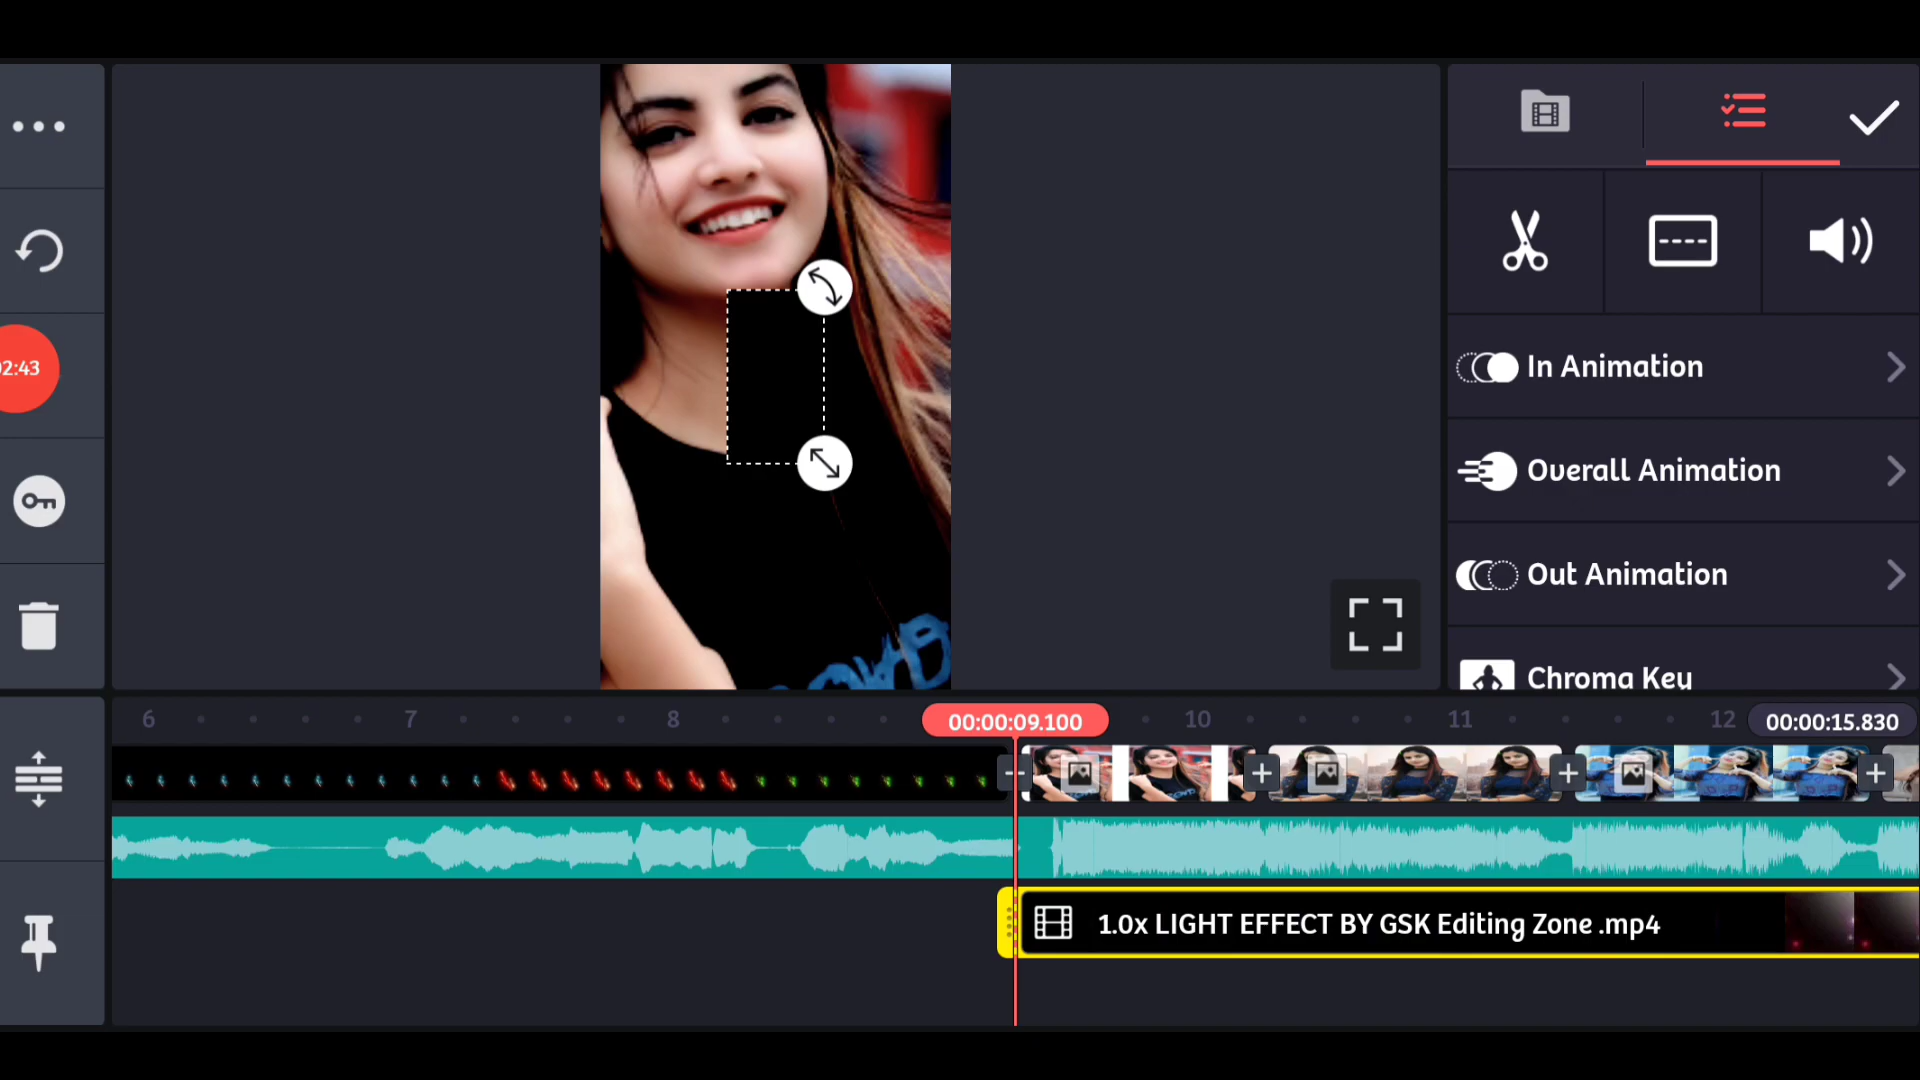 02:43
In Animation
Overall Animation
Out Animation
Chroma Key
6
7
8
00:00:09.100
10
11
12
00:00:15.830
1.0x LIGHT EFFECT BY GSK Editing Zone .mp4